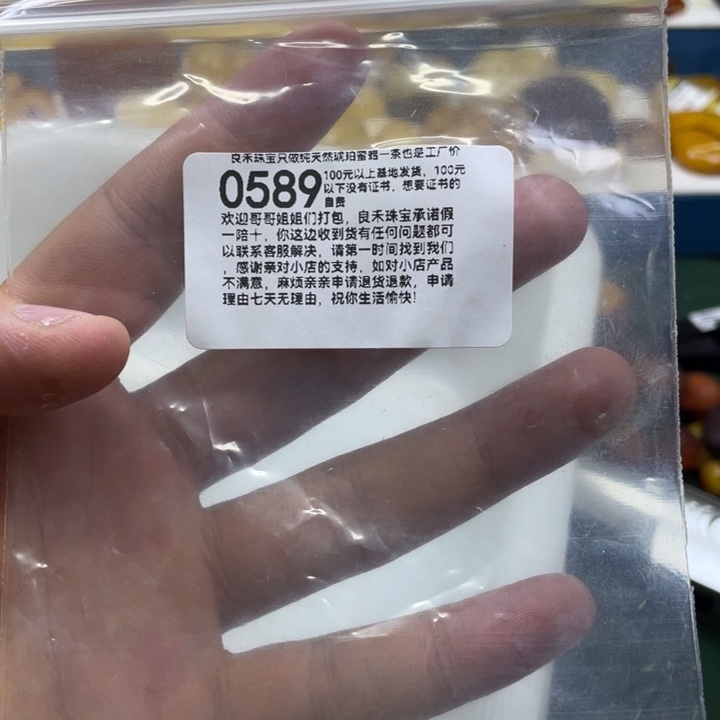 良禾珠宝只做纯天然琥珀蜜蜡一条也是工厂价
0589
100元以上基地发货，100元
以下没有证书，想要证书的
自费
欢迎哥哥姐姐们打包，良禾珠宝承诺假
一陪十，你这边收到货有任何问题都可
以联系客服解决，请第一时间找到我们
，感谢亲对小店的支持，如对小店产品
不满意，麻烦亲亲申请退货退款，申请
理由七天无理由，祝你生活愉快！